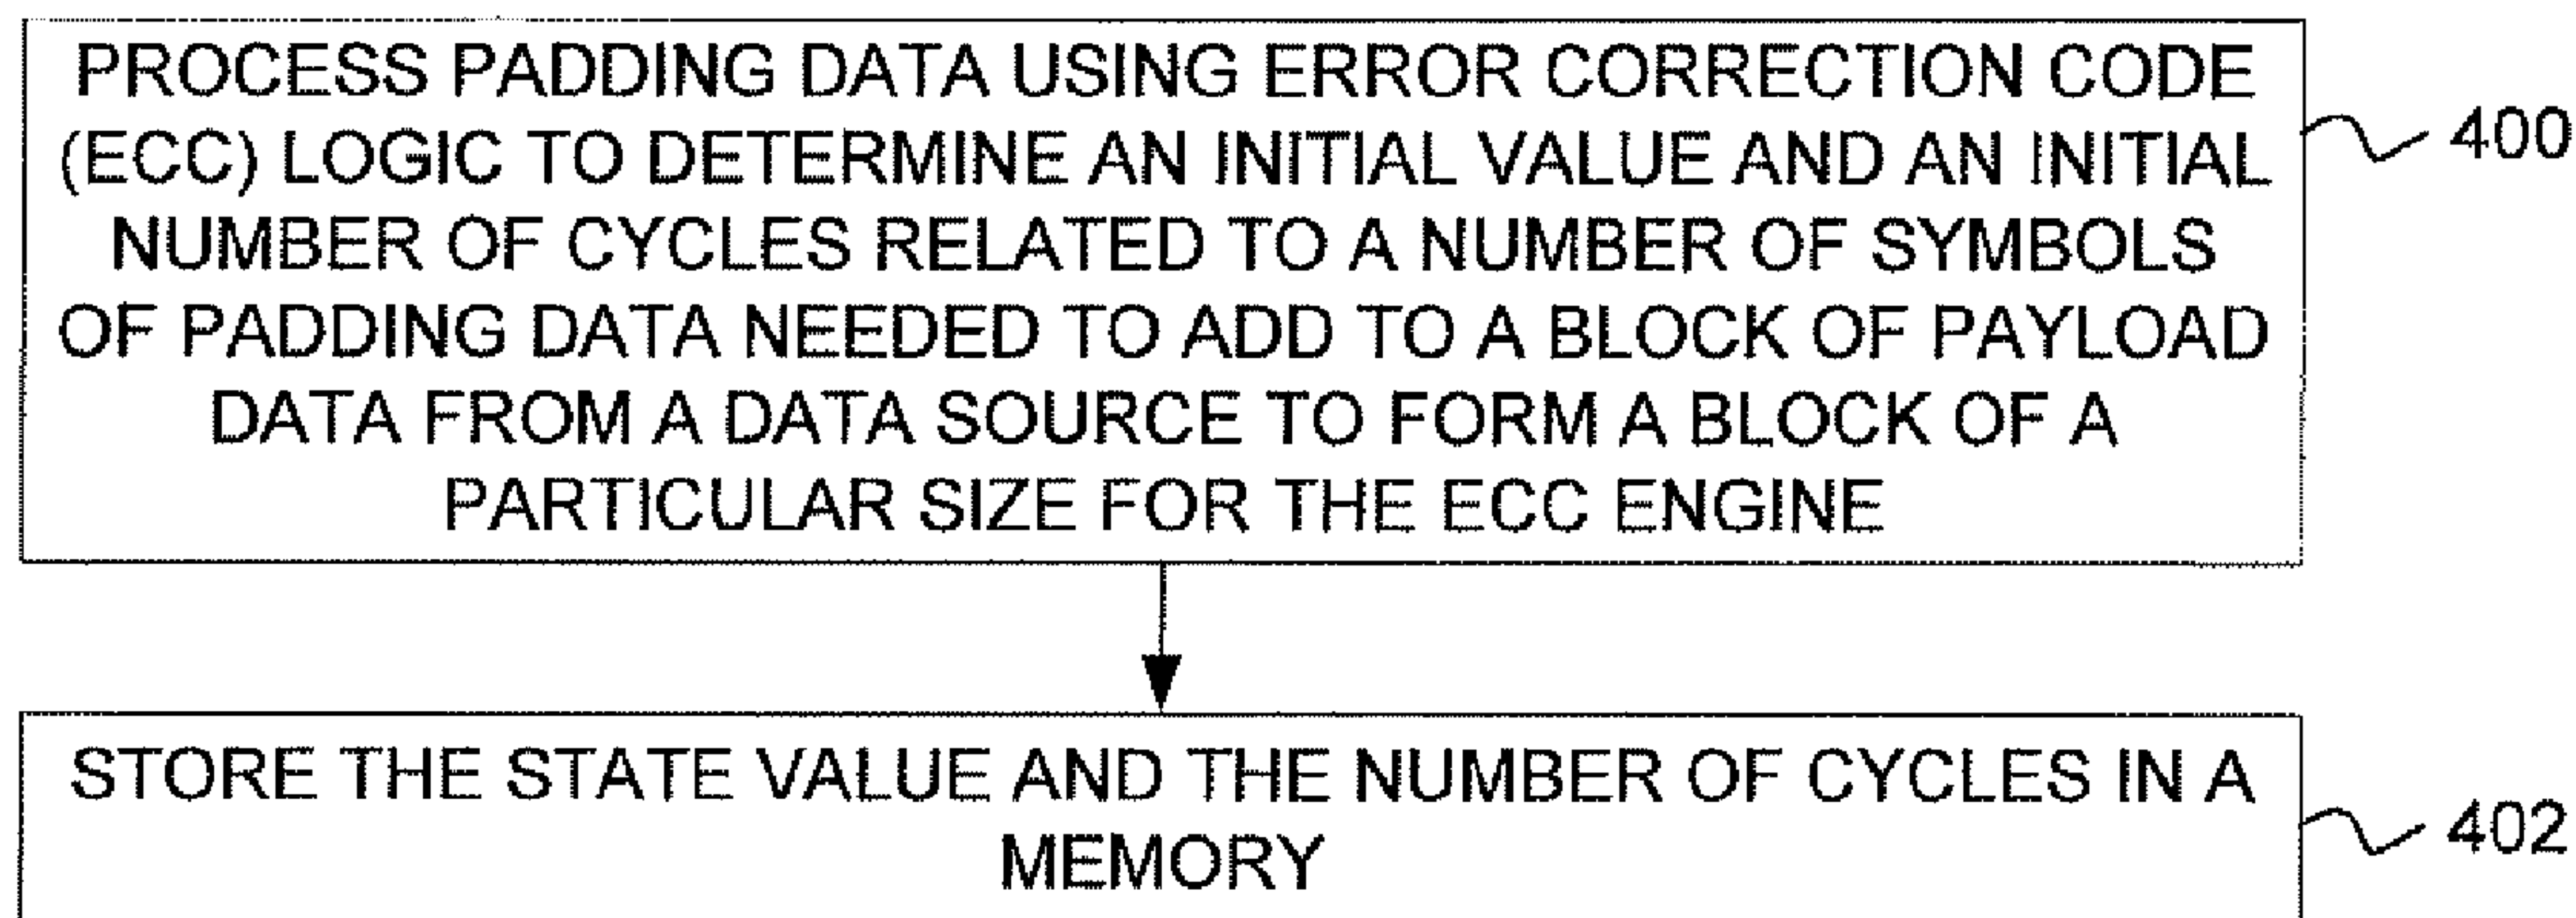 PROCESS PADDING DATA USING ERROR CORRECTION CODE
(ECC) LOGIC TO DETERMINE AN INITIAL VALUE AND AN INITIAL
NUMBER OF CYCLES RELATED TO A NUMBER OF SYMBOLS
OF PADDING DATA NEEDED TO ADD TO A BLOCK OF PAYLOAD
DATA FROM A DATA SOURCE TO FORM A BLOCK OF A
PARTICULAR SIZE FOR THE ECC ENGINE
400
STORE THE STATE VALUE AND THE NUMBER OF CYCLES IN A
MEMORY
402